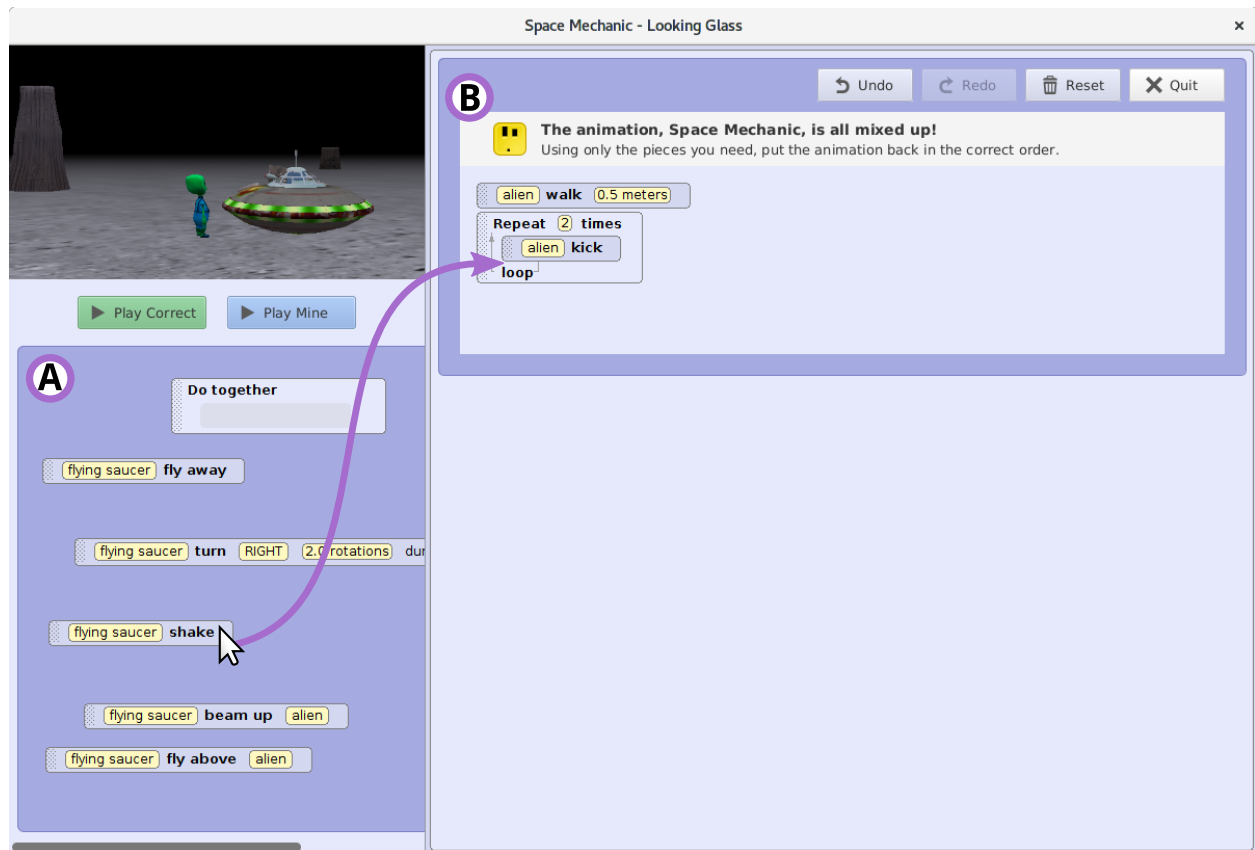 Space Mechanic - Looking Glass ×
B
Undo Redo Reset Quit
The animation, Space Mechanic, is all mixed up!
Using only the pieces you need, put the animation back in the correct order.
alien walk 0.5 meters
Repeat 2 times
alien kick
loop
Play Correct Play Mine
A
Do together
flying saucer fly away
flying saucer turn RIGHT 2.0 rotations dur
flying saucer shake
flying saucer beam up alien
flying saucer fly above alien